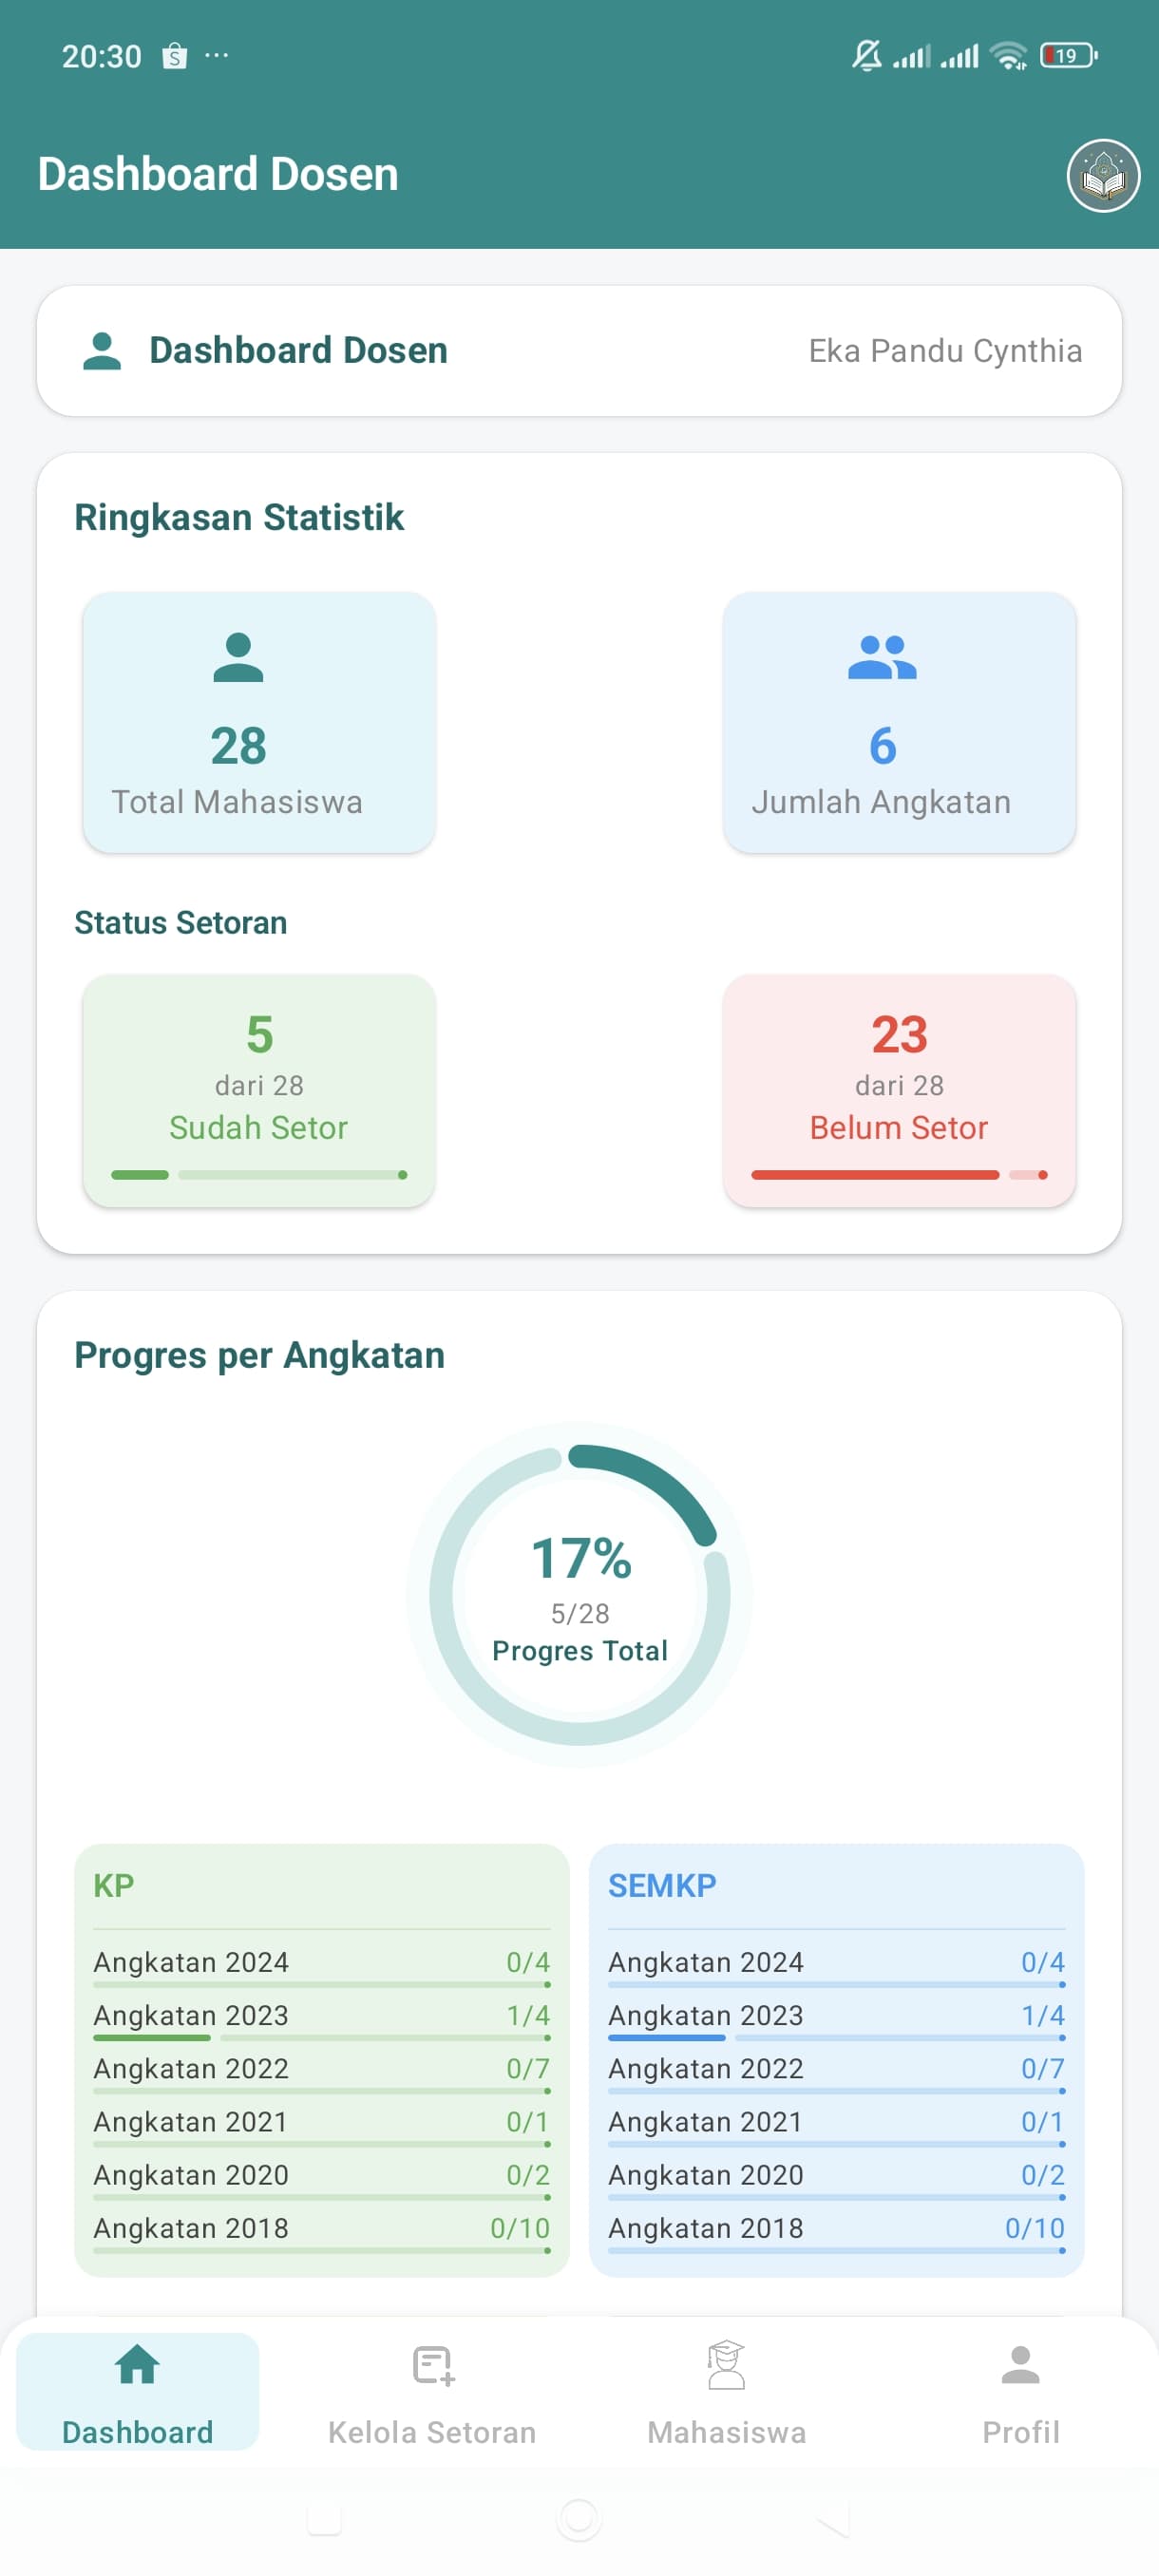 20:30 19
Dashboard Dosen
Dashboard Dosen Eka Pandu Cynthia
Ringkasan Statistik
28 6
Total Mahasiswa Jumlah Angkatan
Status Setoran
5 23
dari 28 dari 28
Sudah Setor Belum Setor
Progres per Angkatan
17%
5/28
Progres Total
KP
Angkatan 2024 0/4
Angkatan 2023 1/4
Angkatan 2022 0/7
Angkatan 2021 0/1
Angkatan 2020 0/2
Angkatan 2018 0/10
SEMKP
Angkatan 2024 0/4
Angkatan 2023 1/4
Angkatan 2022 0/7
Angkatan 2021 0/1
Angkatan 2020 0/2
Angkatan 2018 0/10
Dashboard Kelola Setoran Mahasiswa Profil